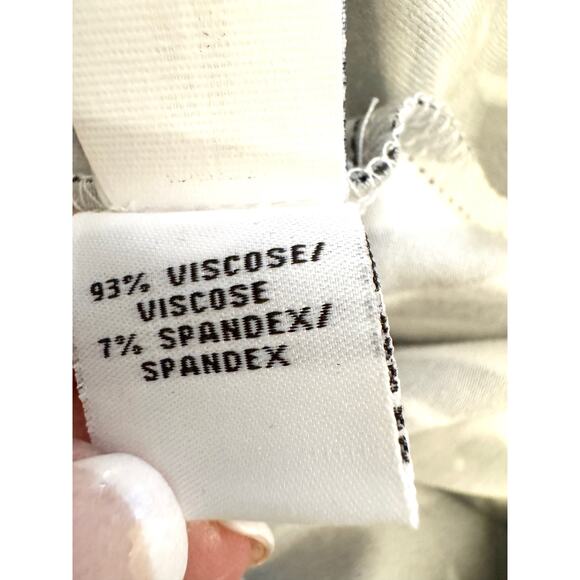 93% VISCOSE/
VISCOSE
7% SPANDEX/
SPANDEX